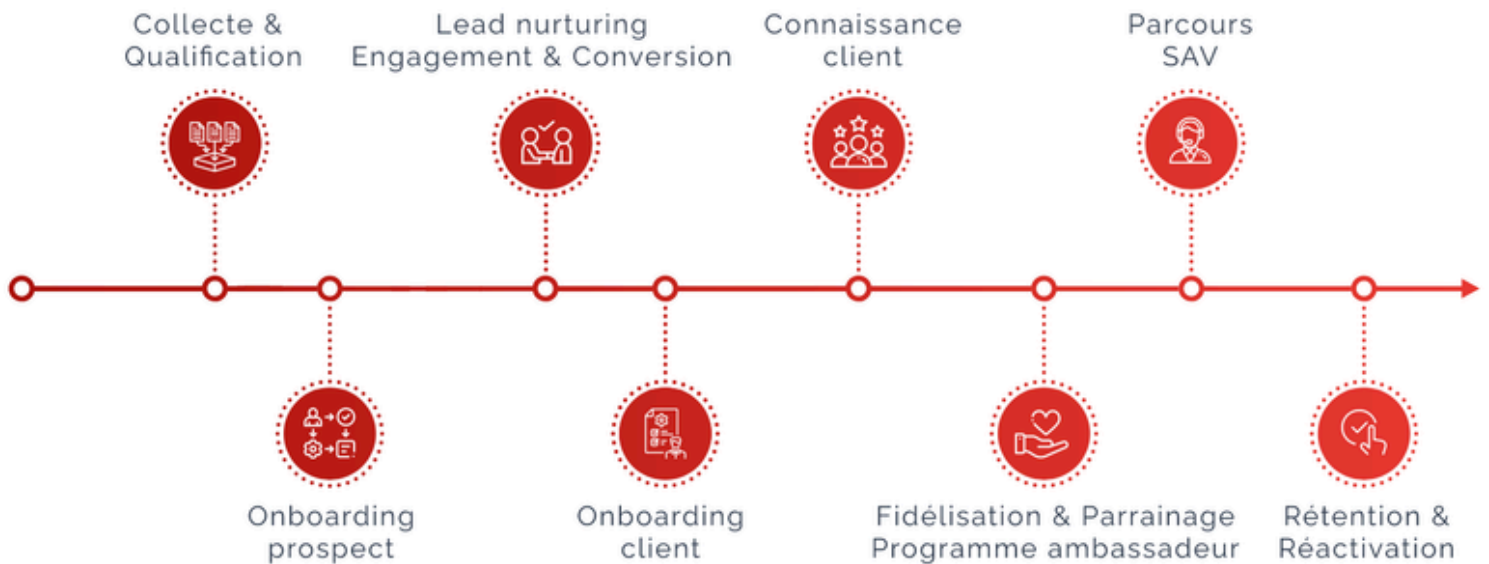 Collecte &
Qualification
Lead nurturing
Engagement & Conversion
Connaissance
client
Parcours
SAV
Onboarding
prospect
Onboarding
client
Fidélisation & Parrainage
Programme ambassadeur
Rétention &
Réactivation